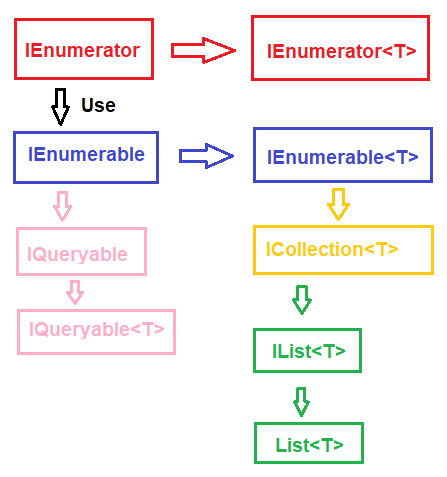 IEnumerator
IEnumerator<T>
Use
IEnumerable
IEnumerable<T>
IQueryable
ICollection<T>
IQueryable<T>
IList<T>
List<T>